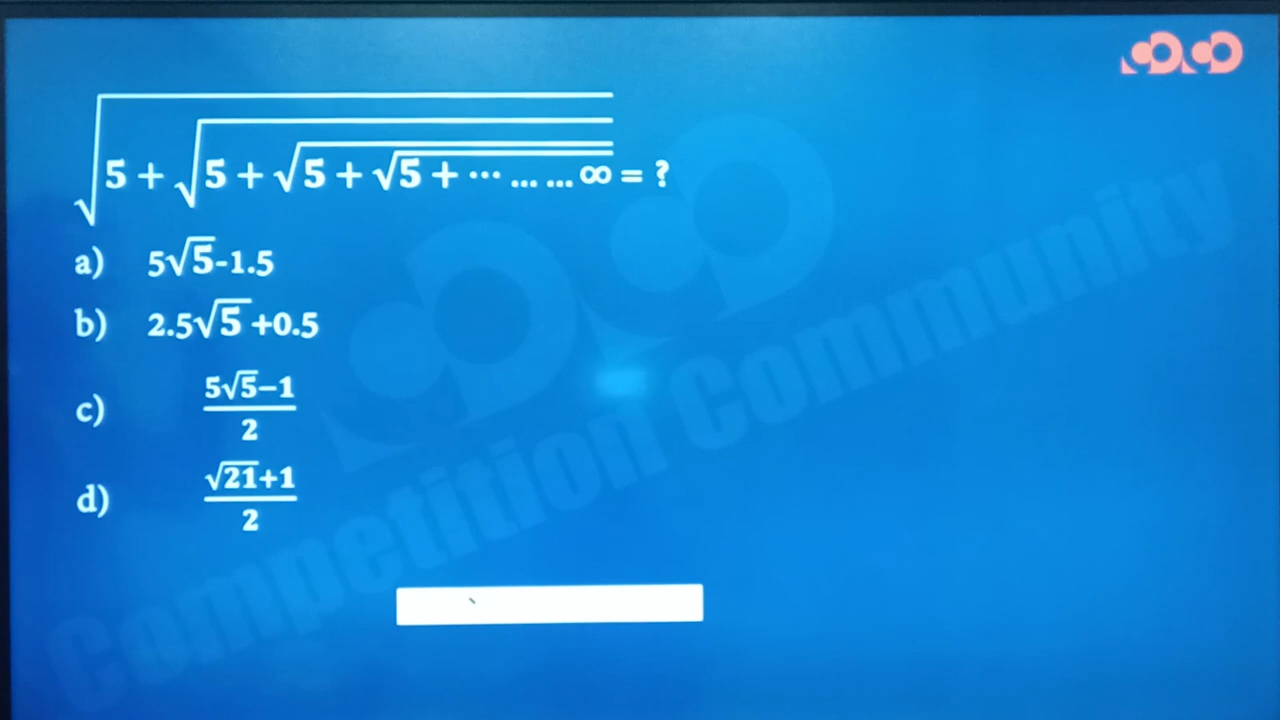 √5 + √5 + √5 + √5 + ⋯ ... ... ∞ = ?
a) 5√5-1.5
b) 2.5√5 +0.5
c) 5√5−1
2
d) √21+1
2
Competition Community